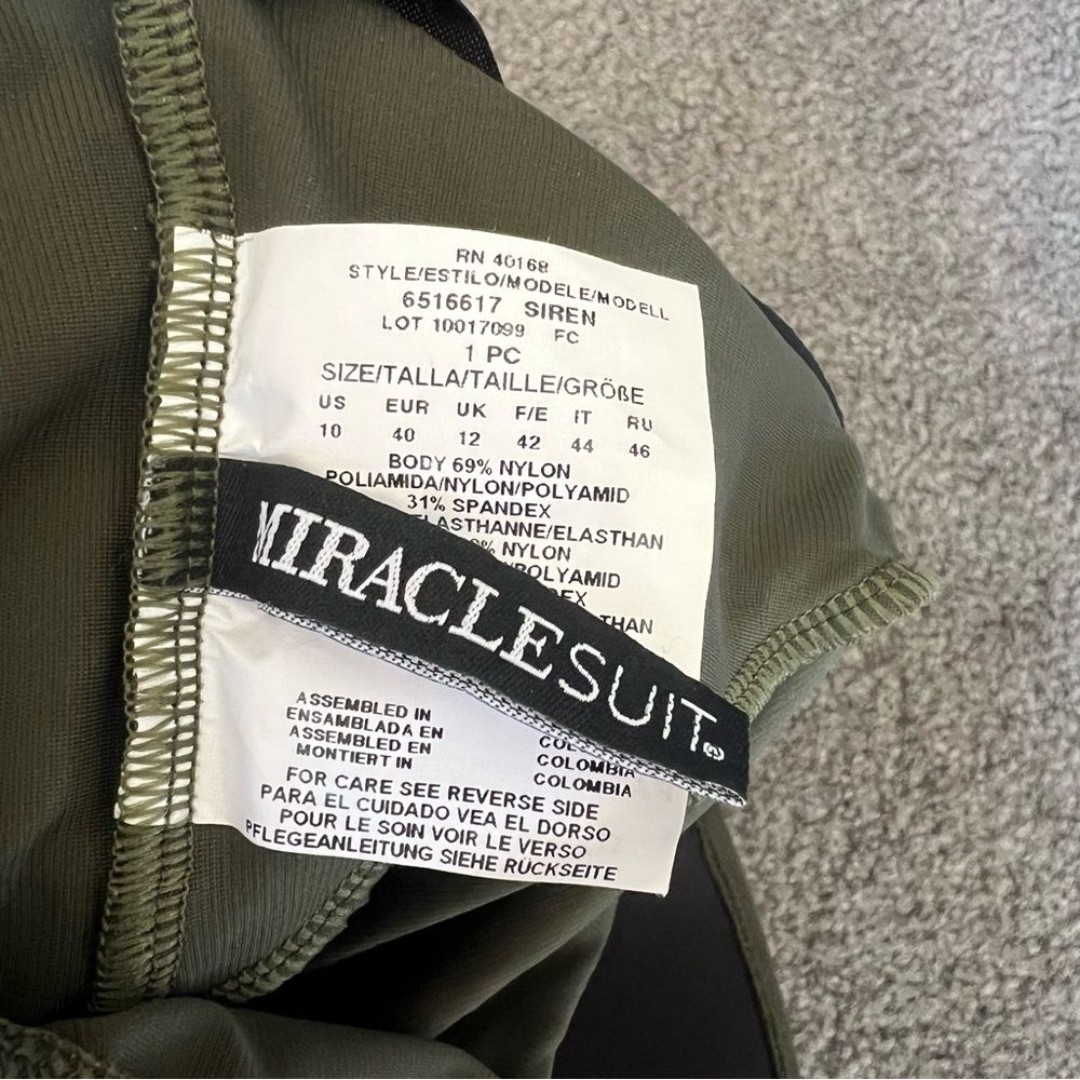 RN 40168
STYLE/ESTILO/MODELE/MODELL
6516617 SIREN
LOT 10017099 FC
1 PC
SIZE/TALLA/TAILLE/GRÖßE
US EUR UK F/E IT RU
10 40 12 42 44 46
BODY 69% NYLON
POLIAMIDA/NYLON/POLYAMID
31% SPANDEX
ELASTHANNE/ELASTHAN
% NYLON
POLYAMID
MIRACLESUIT®
ASSEMBLED IN
ENSAMBLADA EN
ASSEMBLED EN COLOMBIA
MONTIERT IN COLOMBIA
FOR CARE SEE REVERSE SIDE
PARA EL CUIDADO VEA EL DORSO
POUR LE SOIN VOIR LE VERSO
PFLEGEANLEITUNG SIEHE RÜCKSEITE